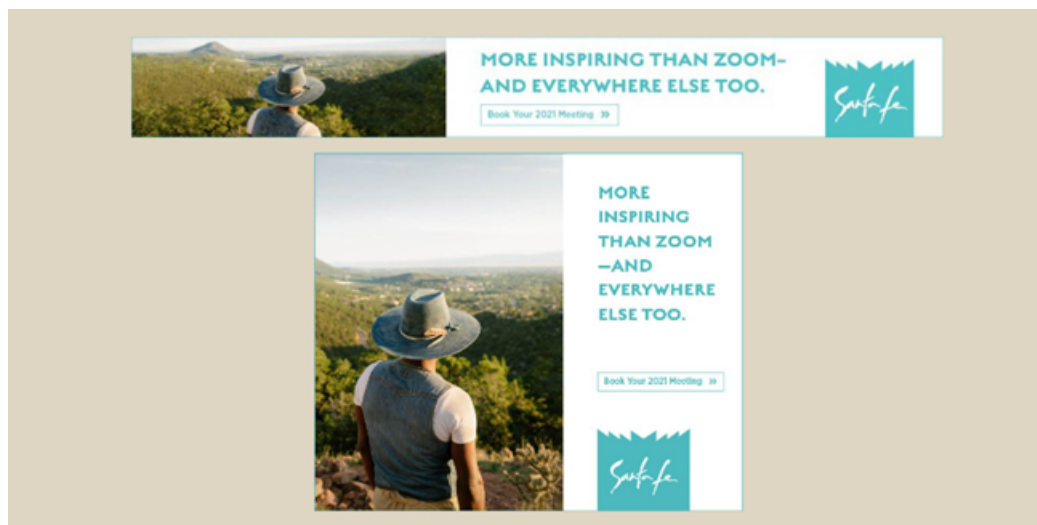 MORE INSPIRING THAN ZOOM–
AND EVERYWHERE ELSE TOO.
Book Your 2021 Meeting »
Santa Fe
MORE
INSPIRING
THAN ZOOM
—AND
EVERYWHERE
ELSE TOO.
Book Your 2021 Meeting »
Santa Fe